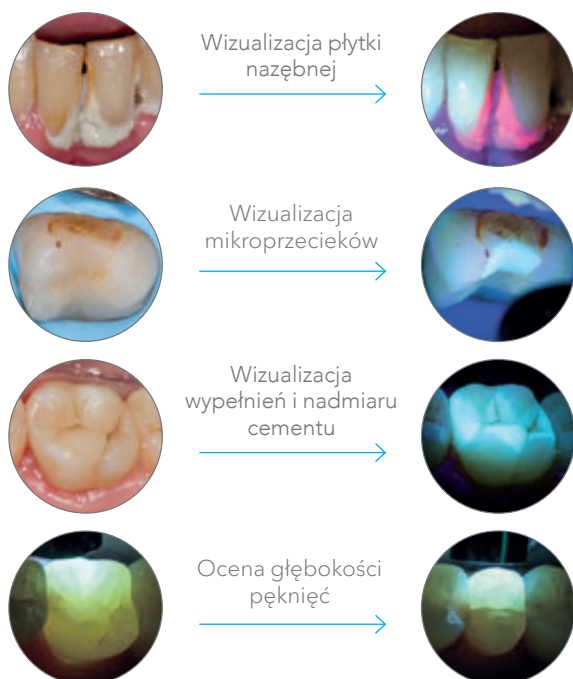 Wizualizacja płytki
nazębnej
Wizualizacja
mikroprzecieków
Wizualizacja
wypełnień i nadmiaru
cementu
Ocena głębokości
pęknięć